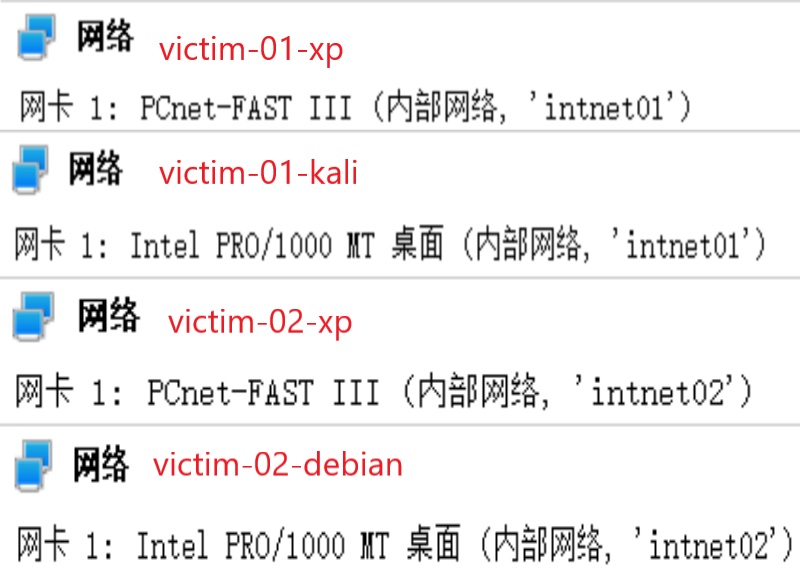 网络 victim-01-xp
网卡 1: PCnet-FAST III (内部网络, 'intnet01')
网络 victim-01-kali
网卡 1: Intel PRO/1000 MT 桌面 (内部网络, 'intnet01')
网络 victim-02-xp
网卡 1: PCnet-FAST III (内部网络, 'intnet02')
网络 victim-02-debian
网卡 1: Intel PRO/1000 MT 桌面 (内部网络, 'intnet02')